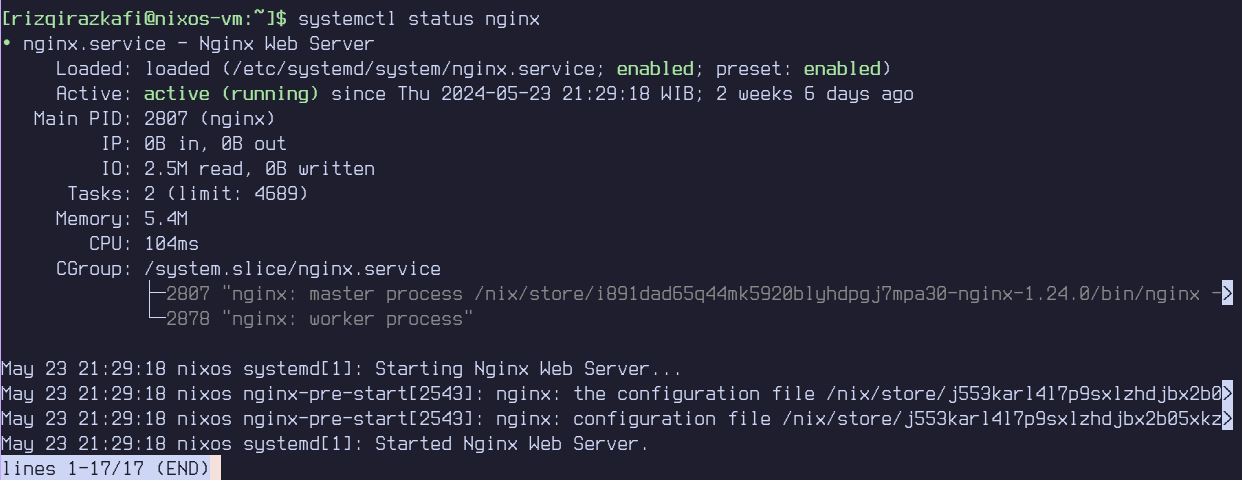 [rizqirazkafi@nixos-vm:~]$ systemctl status nginx
● nginx.service - Nginx Web Server
     Loaded: loaded (/etc/systemd/system/nginx.service; enabled; preset: enabled)
     Active: active (running) since Thu 2024-05-23 21:29:18 WIB; 2 weeks 6 days ago
   Main PID: 2807 (nginx)
         IP: 0B in, 0B out
         IO: 2.5M read, 0B written
      Tasks: 2 (limit: 4689)
     Memory: 5.4M
        CPU: 104ms
     CGroup: /system.slice/nginx.service
             ├─2807 "nginx: master process /nix/store/i891dad65q44mk5920blyhdpgj7mpa30-nginx-1.24.0/bin/nginx ->
             └─2878 "nginx: worker process"

May 23 21:29:18 nixos systemd[1]: Starting Nginx Web Server...
May 23 21:29:18 nixos nginx-pre-start[2543]: nginx: the configuration file /nix/store/j553karl4l7p9sxlzhdjbx2b0>
May 23 21:29:18 nixos nginx-pre-start[2543]: nginx: configuration file /nix/store/j553karl4l7p9sxlzhdjbx2b05xkz>
May 23 21:29:18 nixos systemd[1]: Started Nginx Web Server.
lines 1-17/17 (END)